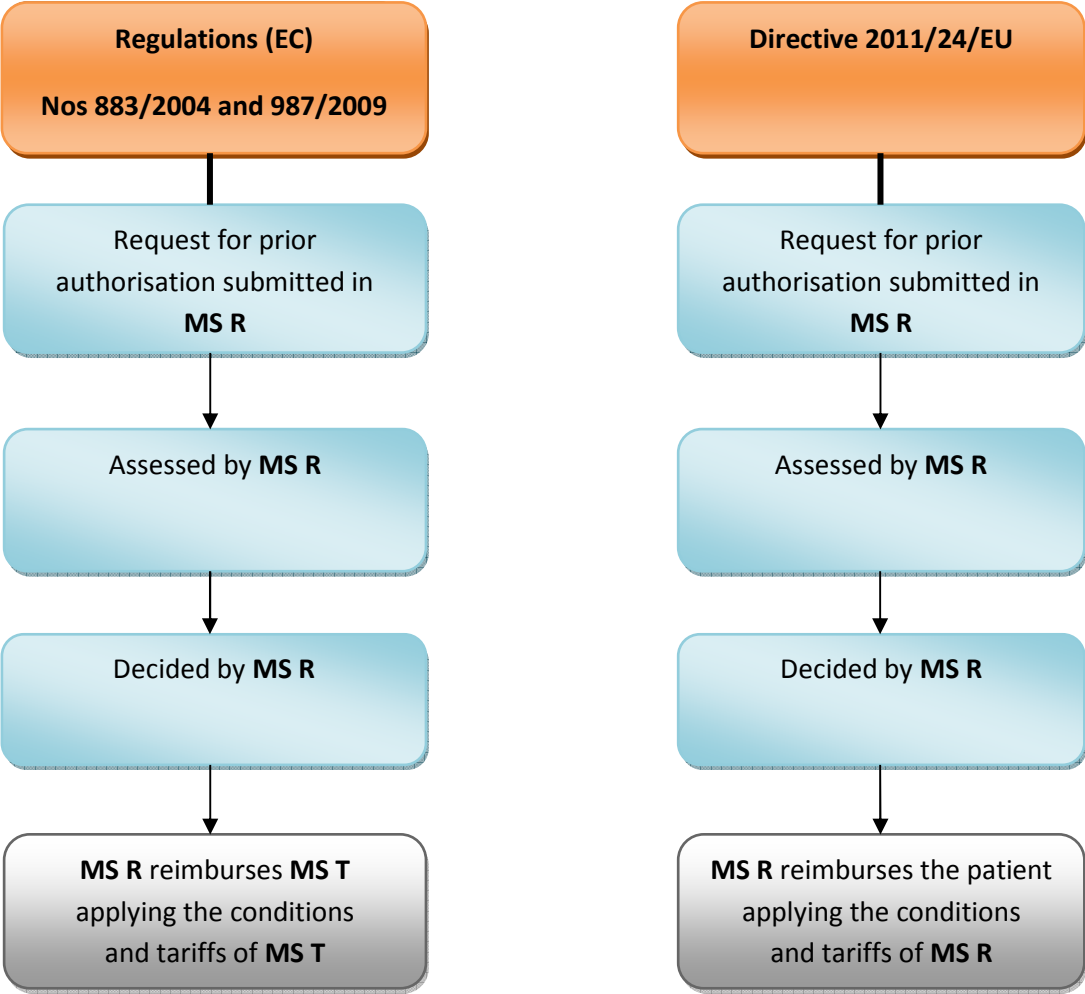 Regulations (EC)
Nos 883/2004 and 987/2009
Request for prior
authorisation submitted in
MS R
Assessed by MS R
Decided by MS R
MS R reimburses MS T
applying the conditions
and tariffs of MS T
Directive 2011/24/EU
Request for prior
authorisation submitted in
MS R
Assessed by MS R
Decided by MS R
MS R reimburses the patient
applying the conditions
and tariffs of MS R